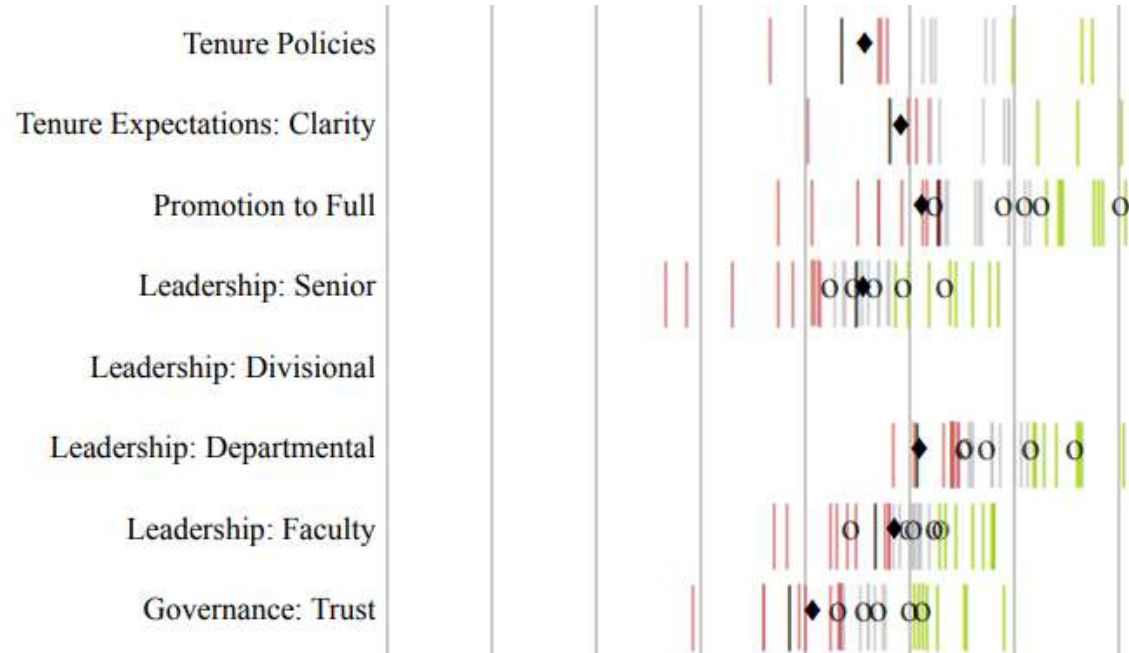 Tenure Policies
Tenure Expectations: Clarity
Promotion to Full
Leadership: Senior
Leadership: Divisional
Leadership: Departmental
Leadership: Faculty
Governance: Trust